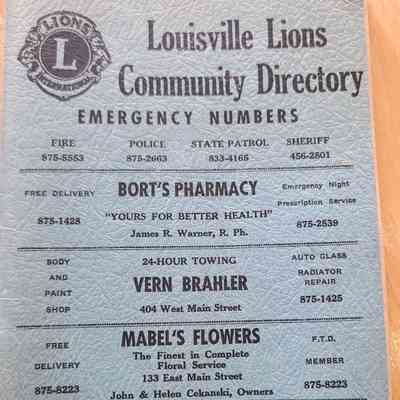 LIONS
L
INTERNATIONAL
Louisville Lions
Community Directory
EMERGENCY NUMBERS
FIRE POLICE STATE PATROL SHERIFF
875-5553 875-2663 833-4165 456-2801
FREE DELIVERY BORT'S PHARMACY Emergency Night
Prescription Service
875-1428 "YOURS FOR BETTER HEALTH" 875-2539
James R. Warner, R. Ph.
BODY 24-HOUR TOWING AUTO GLASS
AND VERN BRAHLER RADIATOR
PAINT REPAIR
SHOP 404 West Main Street 875-1425
FREE MABEL'S FLOWERS F.T.D.
The Finest in Complete
DELIVERY Floral Service MEMBER
133 East Main Street
875-8223 John & Helen Cekanski, Owners 875-8223